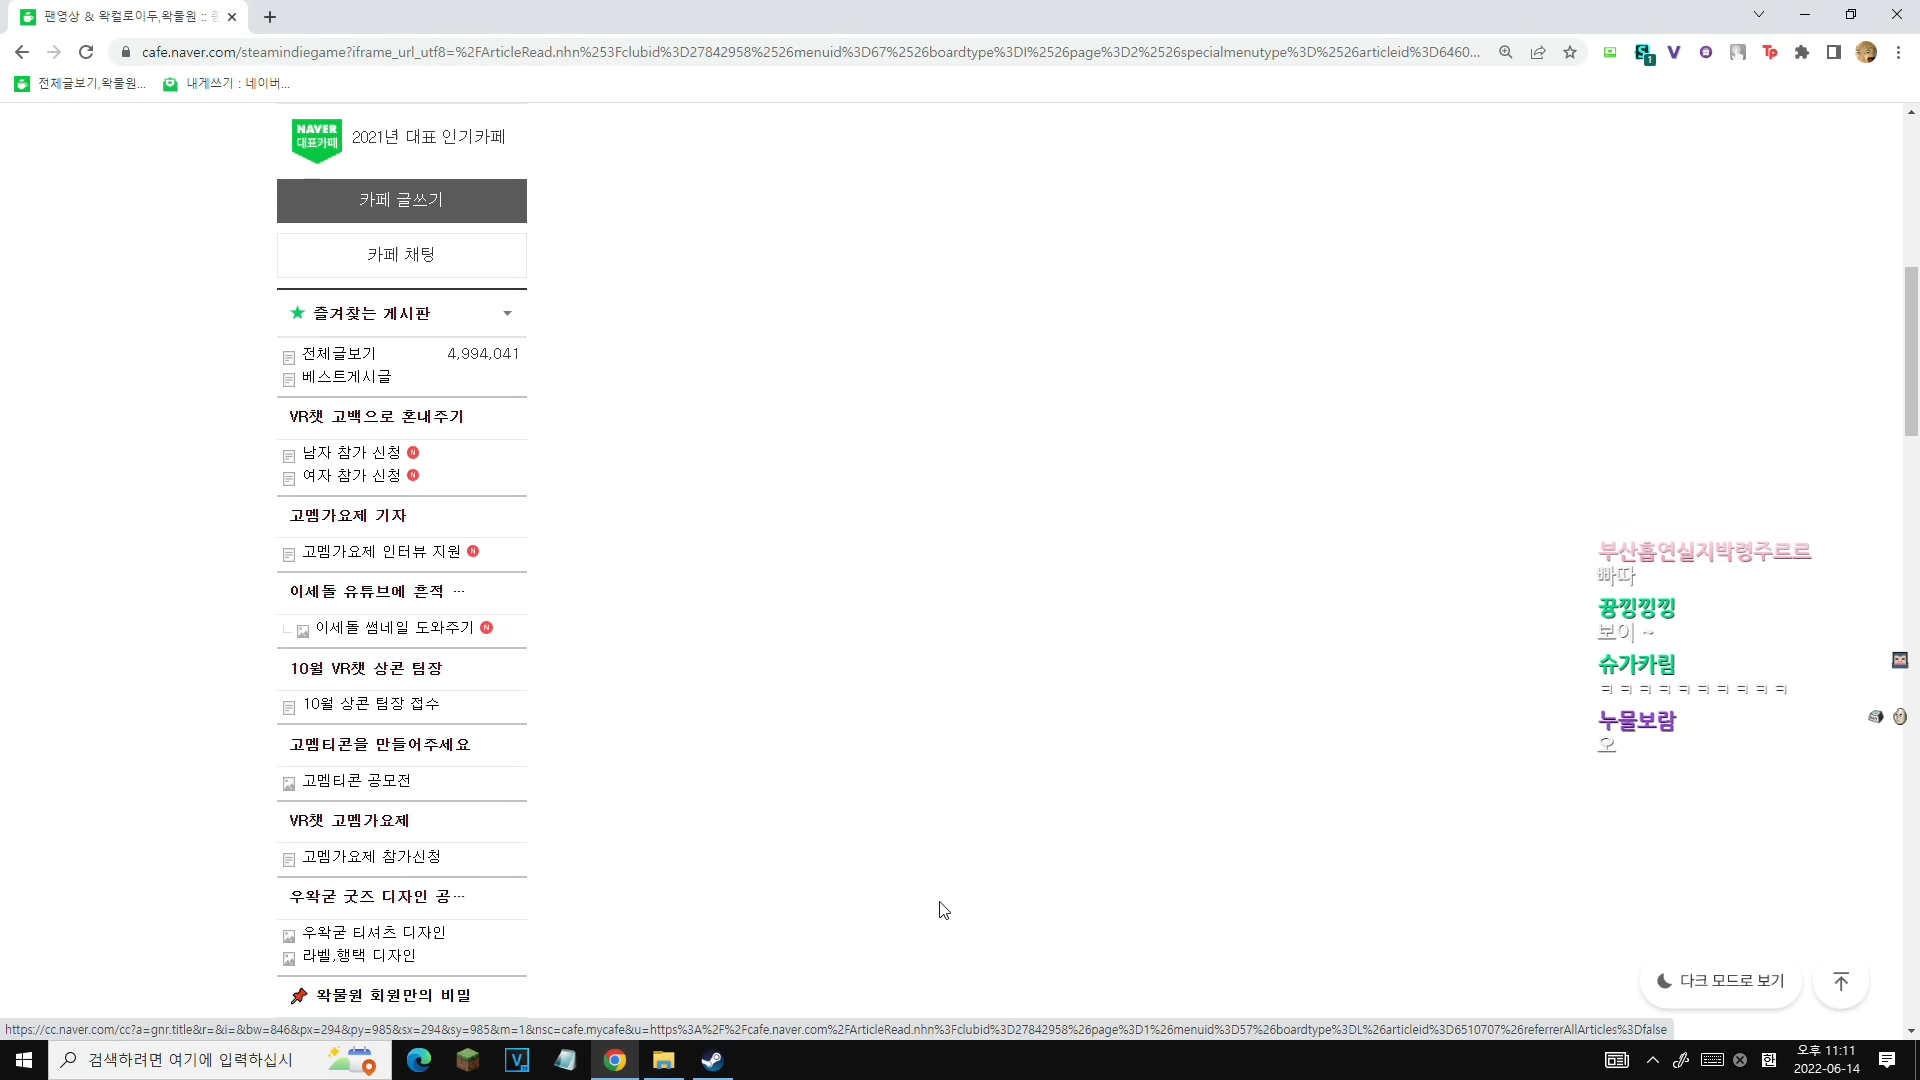 팬영상 & 왁컬로이두,왁물원 ::
cafe.naver.com/steamindiegame?iframe_url_utf8=%2FArticleRead.nhn%253Fclubid%3D27842958%2526menuid%3D67%2526boardtype%3DI%2526page%3D2%2526specialmenutype%3D%2526articleid%3D6460...
1
전체글보기,왁물원...
내게쓰기 : 네이버...
NAVER
대표카페
2021년 대표 인기카페
카페 글쓰기
카페 채팅
즐겨찾는 게시판
전체글보기 4,994,041
베스트게시글
VR챗 고백으로 혼내주기
남자 참가 신청 N
여자 참가 신청 N
고멤가요제 기자
고멤가요제 인터뷰 지원 N
이세돌 유튜브에 흔적 …
이세돌 썸네일 도와주기 N
10월 VR챗 상콘 팀장
10월 상콘 팀장 접수
고멤티콘을 만들어주세요
고멤티콘 공모전
VR챗 고멤가요제
고멤가요제 참가신청
우왁굳 굿즈 디자인 공…
우왁굳 티셔츠 디자인
라벨,행택 디자인
왁물원 회원만의 비밀
부산흡연실지박령주르르
빠따
끙낑낑낑
보이 ~
슈가카림
ㅋㅋㅋㅋㅋㅋㅋㅋㅋㅋ
누물보람
오
다크 모드로 보기
https://cc.naver.com/cc?a=gnr.title&r=&i=&bw=846&px=294&py=985&sx=294&sy=985&m=1&nsc=cafe.mycafe&u=https%3A%2F%2Fcafe.naver.com%2FArticleRead.nhn%3Fclubid%3D27842958%26page%3D1%26menuid%3D57%26boardtype%3DL%26articleid%3D6510707%26referrerAllArticles%3Dfalse
검색하려면 여기에 입력하십시
한
오후 11:11
2022-06-14